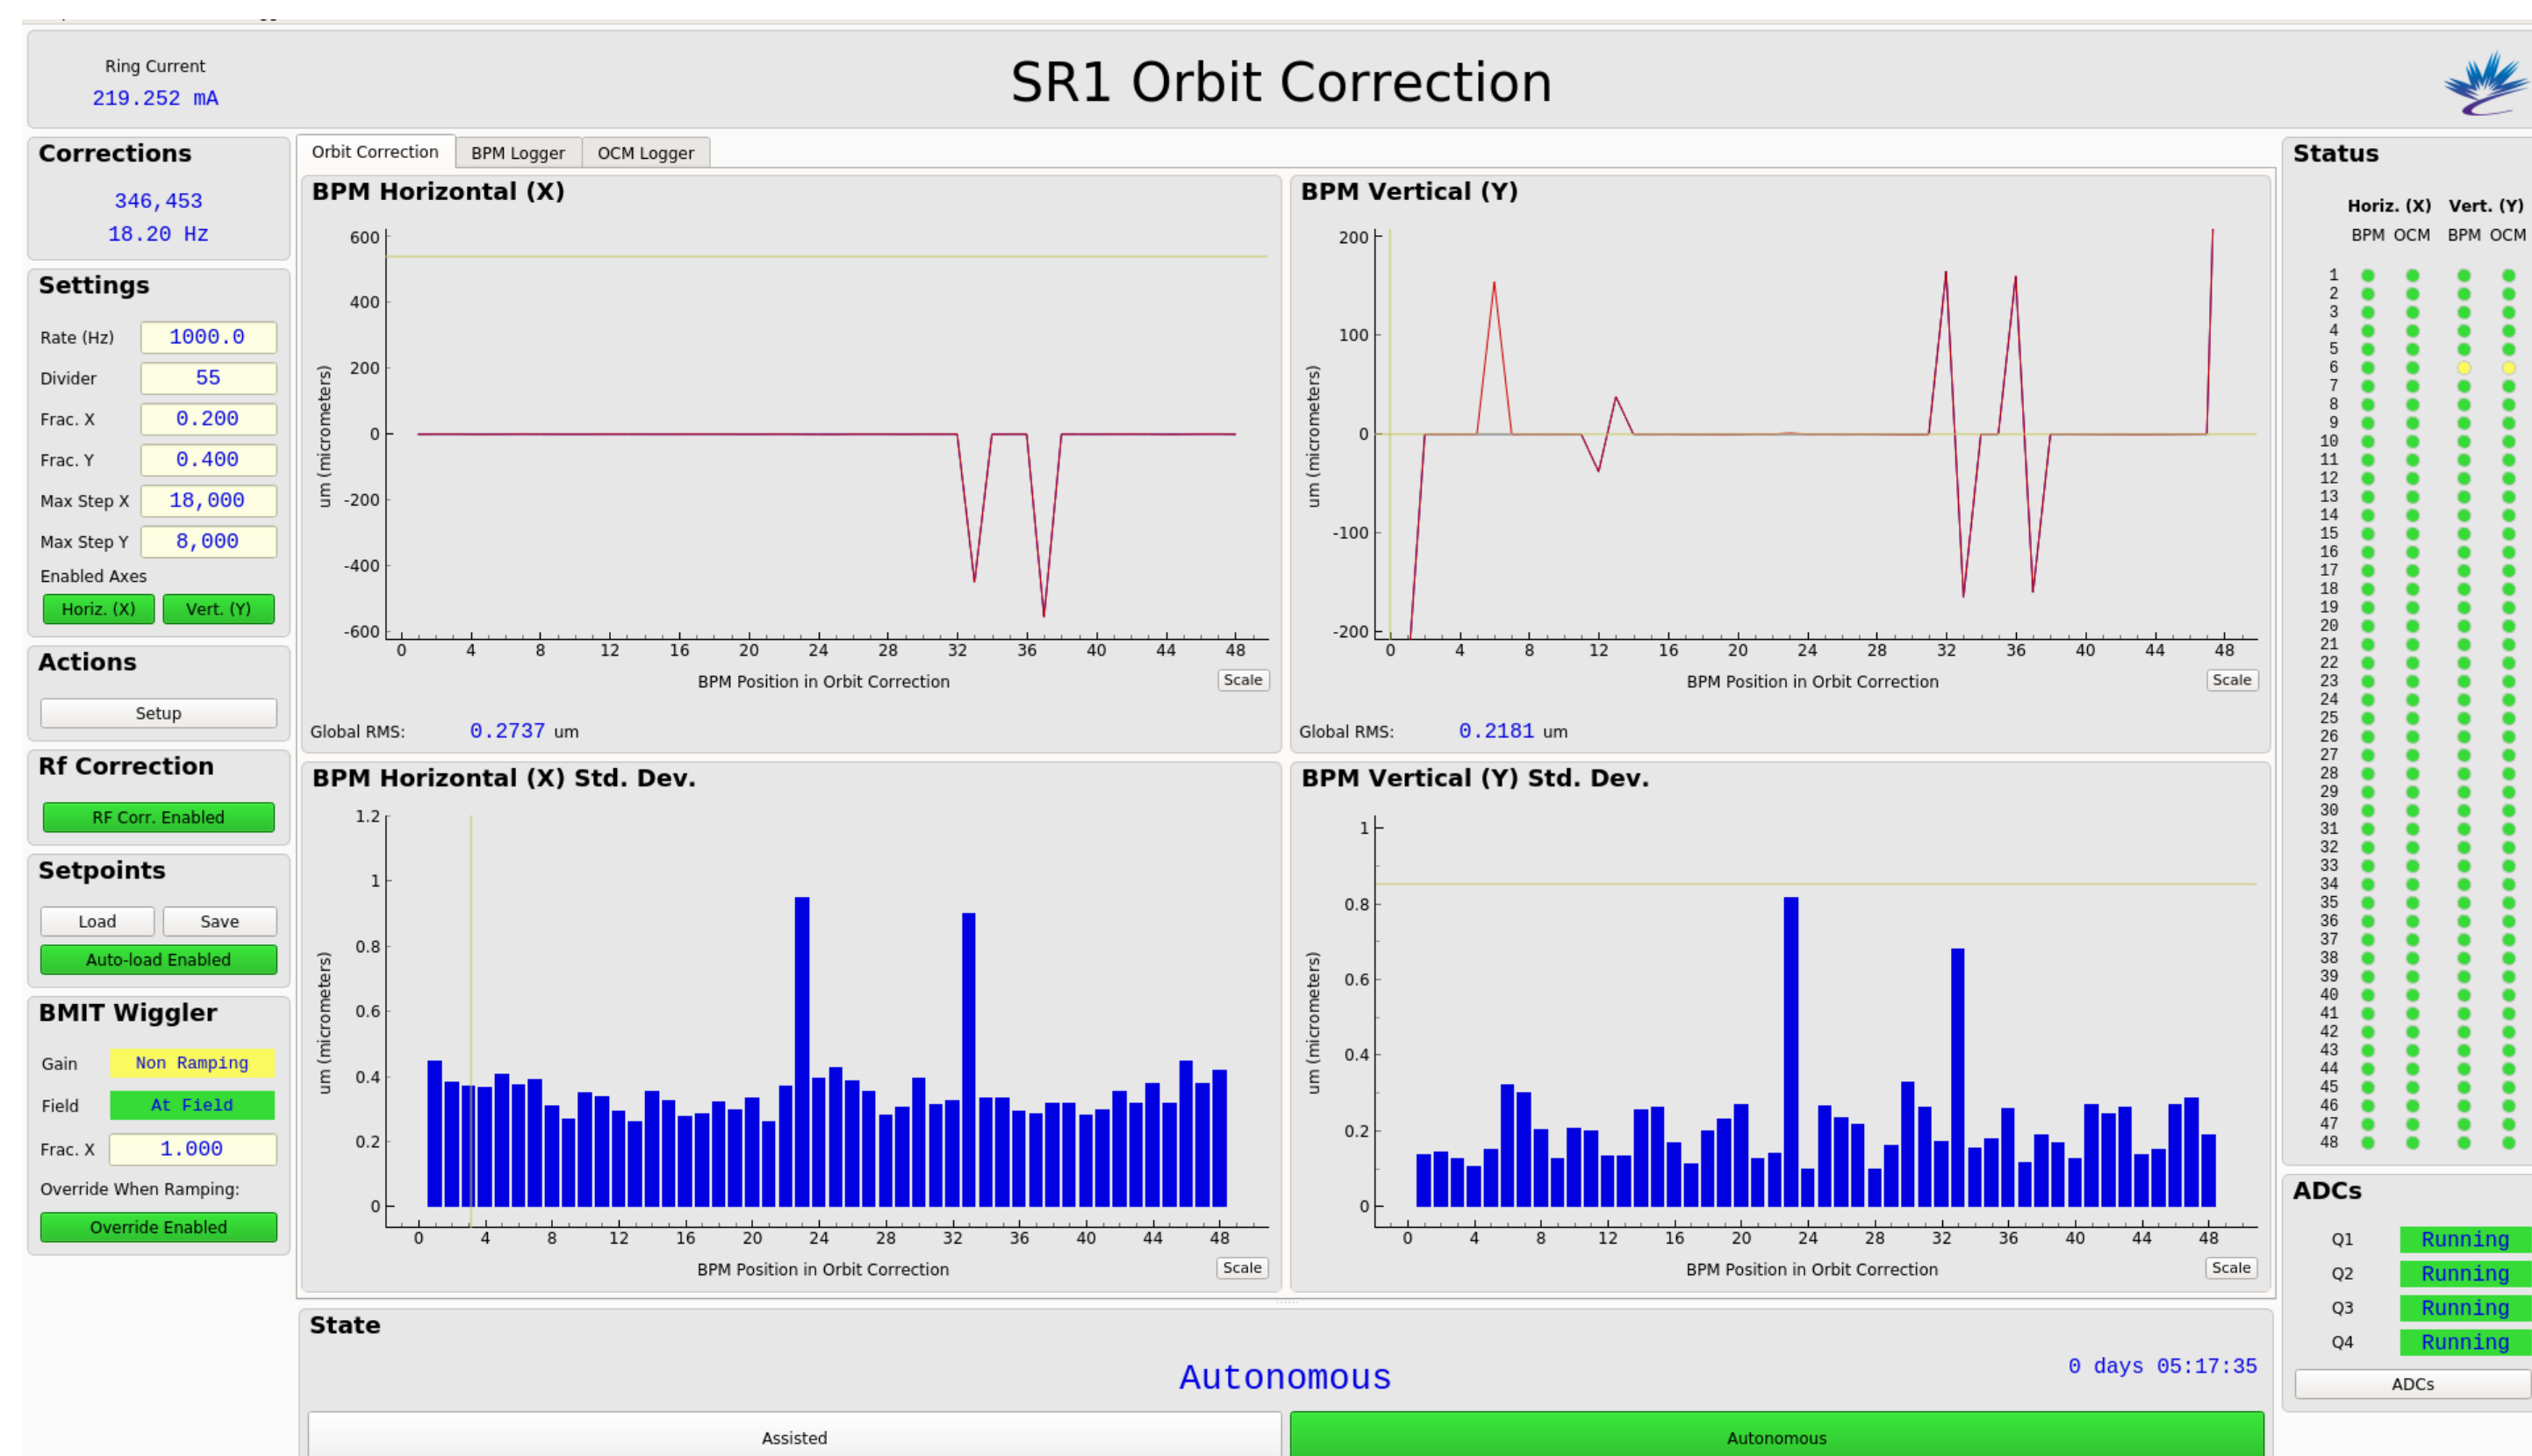 Ring Current
219.252 mA
SR1 Orbit Correction
Corrections
346,453
18.20 Hz
Settings
Rate (Hz) 1000.0
Divider 55
Frac. X 0.200
Frac. Y 0.400
Max Step X 18,000
Max Step Y 8,000
Enabled Axes
Horiz. (X) Vert. (Y)
Actions
Setup
Rf Correction
RF Corr. Enabled
Setpoints
Load Save
Auto-load Enabled
BMIT Wiggler
Gain Non Ramping
Field At Field
Frac. X 1.000
Override When Ramping:
Override Enabled
Orbit Correction BPM Logger OCM Logger
BPM Horizontal (X)
600
400
200
0
-200
-400
-600
um (micrometers)
0 4 8 12 16 20 24 28 32 36 40 44 48
BPM Position in Orbit Correction
Scale
Global RMS: 0.2737 um
BPM Vertical (Y)
200
100
0
-100
-200
um (micrometers)
0 4 8 12 16 20 24 28 32 36 40 44 48
BPM Position in Orbit Correction
Scale
Global RMS: 0.2181 um
BPM Horizontal (X) Std. Dev.
1.2
1
0.8
0.6
0.4
0.2
0
um (micrometers)
0 4 8 12 16 20 24 28 32 36 40 44 48
BPM Position in Orbit Correction
Scale
BPM Vertical (Y) Std. Dev.
1
0.8
0.6
0.4
0.2
0
um (micrometers)
0 4 8 12 16 20 24 28 32 36 40 44 48
BPM Position in Orbit Correction
Scale
State
Autonomous
0 days 05:17:35
Assisted Autonomous
Status
Horiz. (X) Vert. (Y)
BPM OCM BPM OCM
1
2
3
4
5
6
7
8
9
10
11
12
13
14
15
16
17
18
19
20
21
22
23
24
25
26
27
28
29
30
31
32
33
34
35
36
37
38
39
40
41
42
43
44
45
46
47
48
ADCs
Q1 Running
Q2 Running
Q3 Running
Q4 Running
ADCs